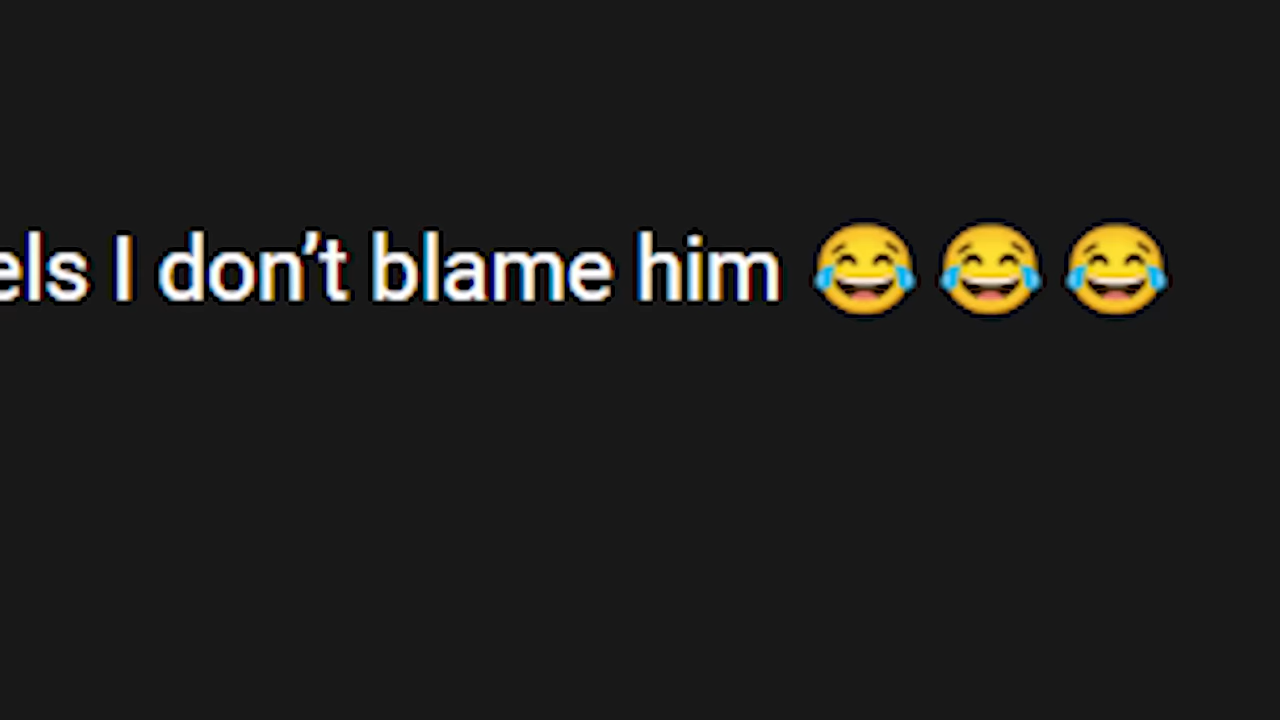 els I don’t blame him 😂😂😂